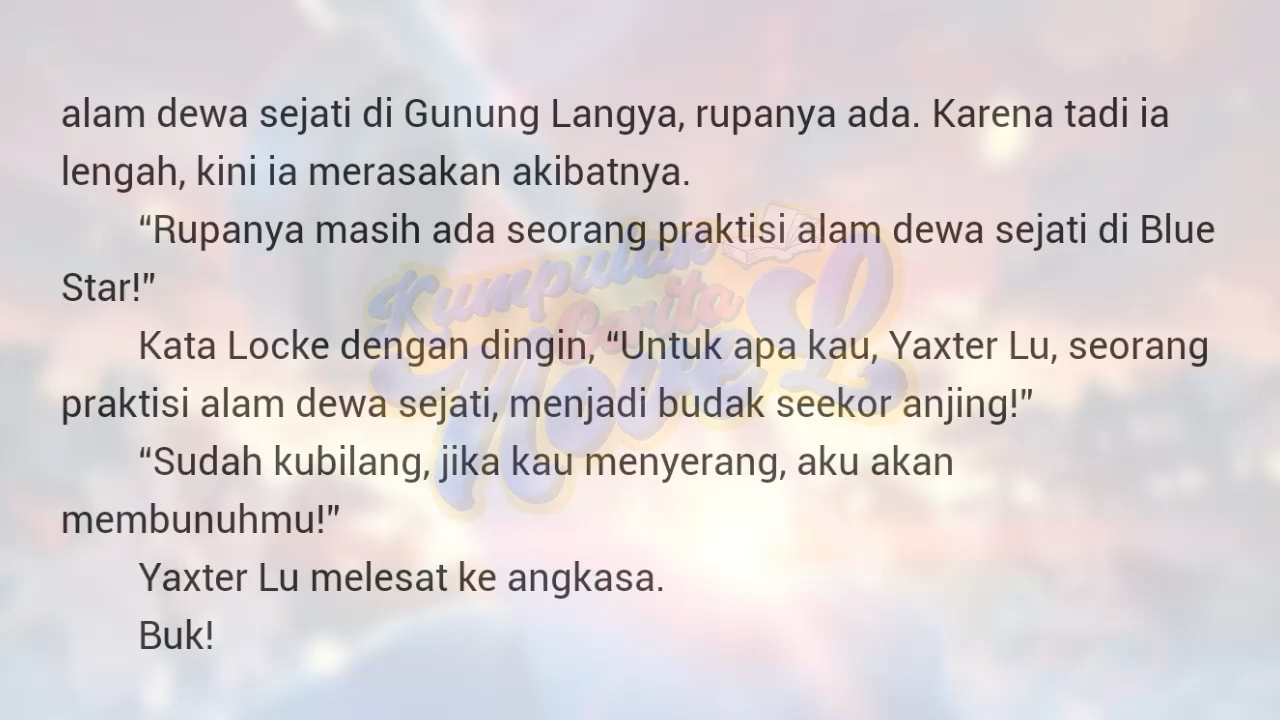 alam dewa sejati di Gunung Langya, rupanya ada. Karena tadi ia
lengah, kini ia merasakan akibatnya.
“Rupanya masih ada seorang praktisi alam dewa sejati di Blue
Star!”
Kata Locke dengan dingin, “Untuk apa kau, Yaxter Lu, seorang
praktisi alam dewa sejati, menjadi budak seekor anjing!”
“Sudah kubilang, jika kau menyerang, aku akan
membunuhmu!”
Yaxter Lu melesat ke angkasa.
Buk!
Kumpulan
Cerita
NoveL